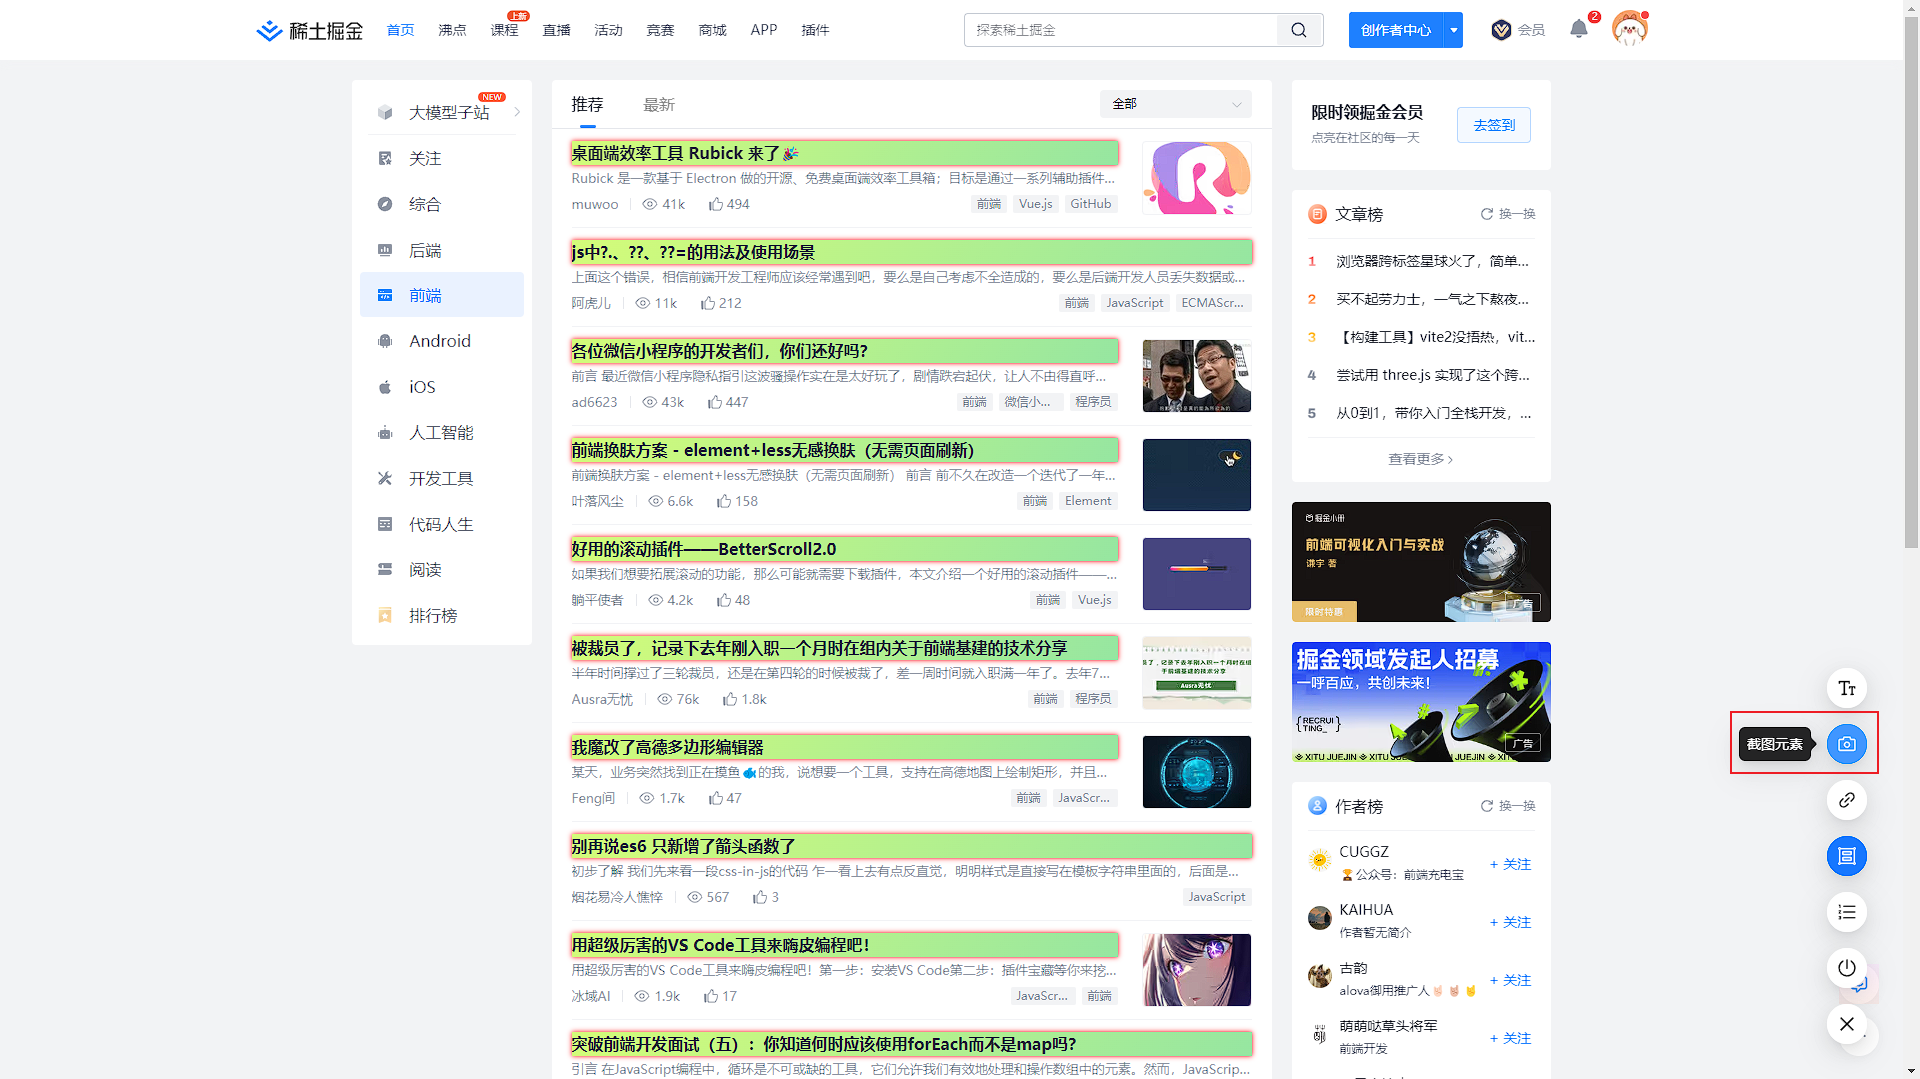 稀土掘金
首页
沸点
课程
上新
直播
活动
竞赛
商城
APP
插件
探索稀土掘金
创作者中心
会员
2
大模型子站
NEW
关注
综合
后端
前端
Android
iOS
人工智能
开发工具
代码人生
阅读
排行榜
推荐
最新
全部
桌面端效率工具 Rubick 来了🎉
Rubick 是一款基于 Electron 做的开源、免费桌面端效率工具箱；目标是通过一系列辅助插件...
muwoo 41k 494 前端 Vue.js GitHub
js中?.、??、??=的用法及使用场景
上面这个错误，相信前端开发工程师应该经常遇到吧，要么是自己考虑不全造成的，要么是后端开发人员丢失数据或...
阿虎儿 11k 212 前端 JavaScript ECMAScr...
各位微信小程序的开发者们，你们还好吗？
前言 最近微信小程序隐私指引这波骚操作实在是太好玩了，剧情跌宕起伏，让人不由得直呼...
ad6623 43k 447 前端 微信小... 程序员
前端换肤方案 - element+less无感换肤（无需页面刷新）
前端换肤方案 - element+less无感换肤（无需页面刷新） 前言 前不久在改造一个迭代了一年...
叶落风尘 6.6k 158 前端 Element
好用的滚动插件——BetterScroll2.0
如果我们想要拓展滚动的功能，那么可能就需要下载插件，本文介绍一个好用的滚动插件——...
躺平使者 4.2k 48 前端 Vue.js
被裁员了，记录下去年刚入职一个月时在组内关于前端基建的技术分享
半年时间撑过了三轮裁员，还是在第四轮的时候被裁了，差一周时间就入职满一年了。去年7...
Ausra无忧 76k 1.8k 前端 程序员
员了，记录下去年刚入职一个月时在组
于前端基建的技术分享
Ausra无忧
我魔改了高德多边形编辑器
某天，业务突然找到正在摸鱼🐟的我，说想要一个工具，支持在高德地图上绘制矩形，并且...
Feng问 1.7k 47 前端 JavaScr...
别再说es6 只新增了箭头函数了
初步了解 我们先来看一段css-in-js的代码 乍一看上去有点反直觉，明明样式是直接写在模板字符串里面的，后面是...
烟花易冷人憔悴 567 3 JavaScript
用超级厉害的VS Code工具来嗨皮编程吧！
用超级厉害的VS Code工具来嗨皮编程吧！第一步：安装VS Code第二步：插件宝藏等你来挖...
冰域AI 1.9k 17 JavaScr... 前端
突破前端开发面试（五）：你知道何时应该使用forEach而不是map吗？
引言 在JavaScript编程中，循环是不可或缺的工具，它们允许我们有效地处理和操作数组中的元素。然而，JavaScrip...
限时领掘金会员
点亮在社区的每一天
去签到
文章榜
换一换
1 浏览器跨标签星球火了，简单...
2 买不起劳力士，一气之下熬夜...
3 【构建工具】vite2没捂热，vit...
4 尝试用 three.js 实现了这个跨...
5 从0到1，带你入门全栈开发，...
查看更多 ›
掘金小册
前端可视化入门与实战
谦宇 著
限时特惠
广告
掘金领域发起人招募
一呼百应，共创未来！
{RECRUI
TING_ }
XITU JUEJIN XITU JUEJIN XITU JUEJIN
广告
作者榜
换一换
CUGGZ
🏆公众号：前端充电宝
+ 关注
KAIHUA
作者暂无简介
+ 关注
古韵
alova御用推广人
+ 关注
萌萌哒草头将军
前端开发
+ 关注
TT
截图元素